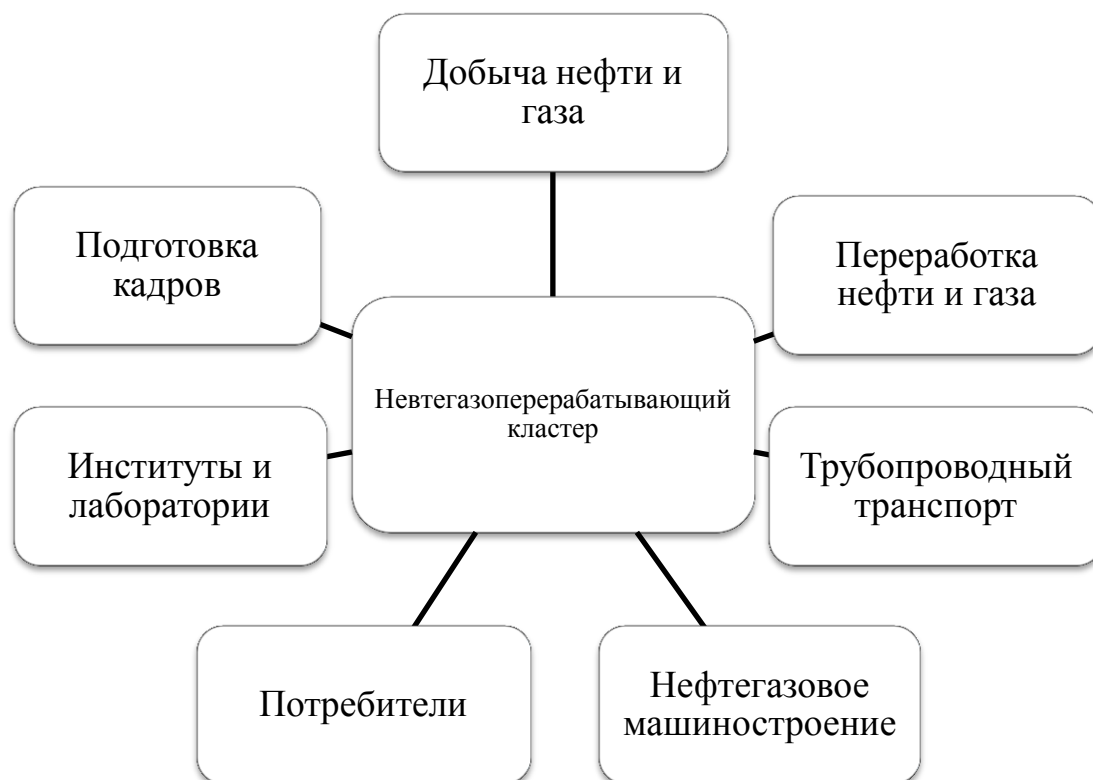 Добыча нефти и
газа
Подготовка
кадров
Переработка
нефти и газа
Невтегазоперерабатывающий
кластер
Институты и
лаборатории
Трубопроводный
транспорт
Потребители
Нефтегазовое
машиностроение